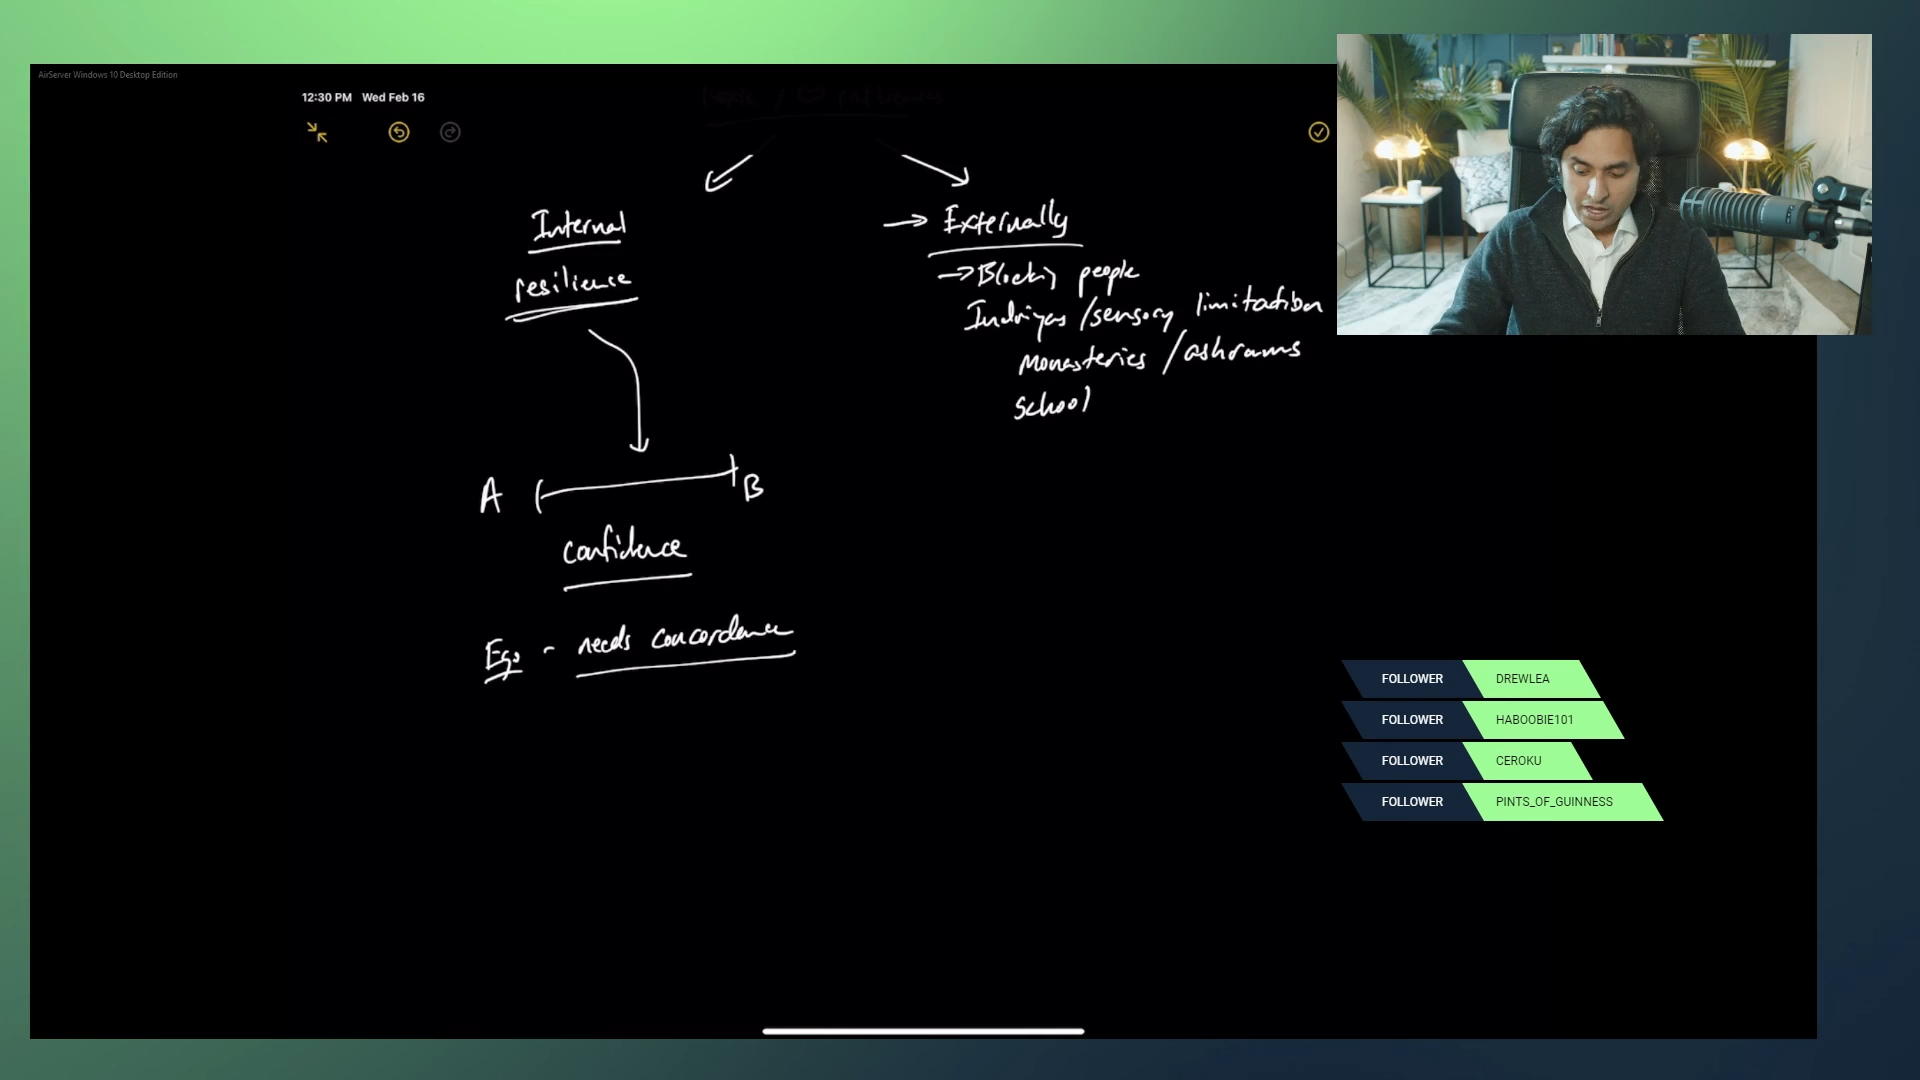 AirServer Windows 10 Desktop Edition
12:30 PM Wed Feb 16
Internal
resilience
→ Externally
→ Blocking people
Indriyas / sensory limitation
monasteries / ashrams
School
A B
confidence
Ego - needs concordance
FOLLOWER DREWLEA
FOLLOWER HABOOBIE101
FOLLOWER CEROKU
FOLLOWER PINTS_OF_GUINNESS